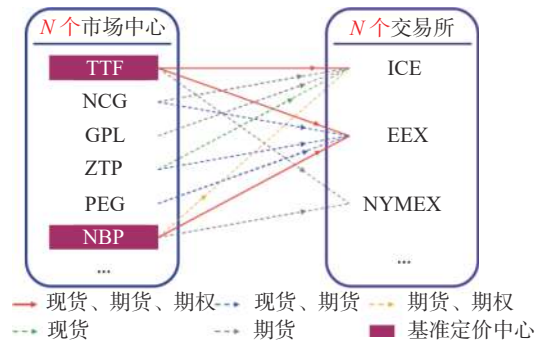 N 个市场中心
TTF
NCG
GPL
ZTP
PEG
NBP
...
N 个交易所
ICE
EEX
NYMEX
...
现货、期货、期权
现货、期货
期货、期权
现货
期货
基准定价中心